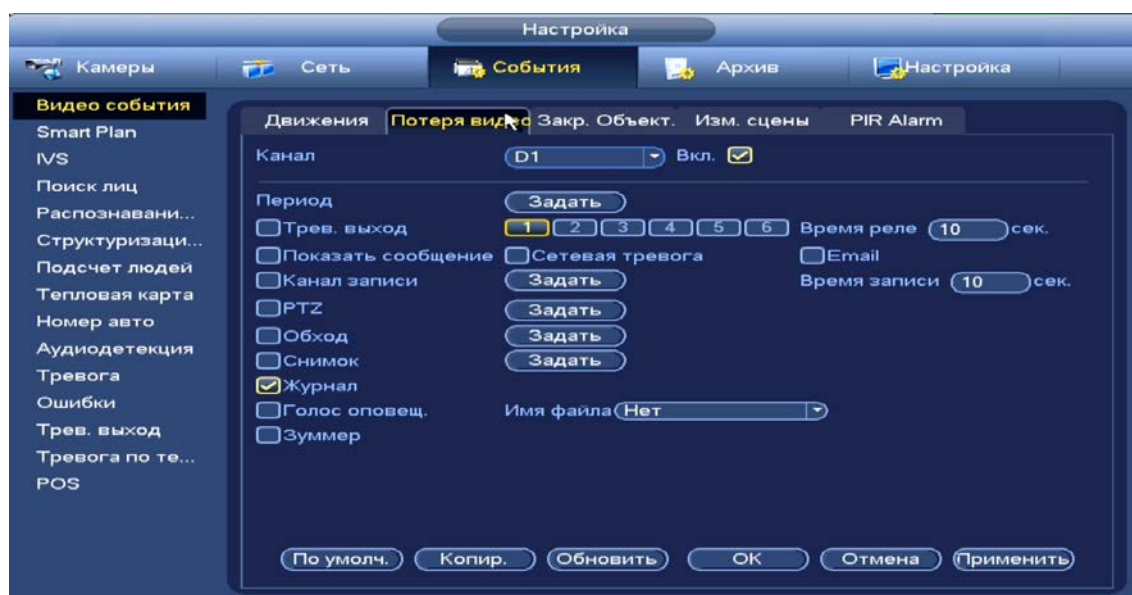 Настройка
Камеры Сеть События Архив Настройка
Видео события
Smart Plan
IVS
Поиск лиц
Распознавани...
Структуризаци...
Подсчет людей
Тепловая карта
Номер авто
Аудиодетекция
Тревога
Ошибки
Трев. выход
Тревога по те...
POS
Движения Потеря видео Закр. Объект. Изм. сцены PIR Alarm
Канал D1 Вкл.
Период Задать
Трев. выход 1 2 3 4 5 6 Время реле 10 сек.
Показать сообщение Сетевая тревога Email
Канал записи Задать Время записи 10 сек.
PTZ Задать
Обход Задать
Снимок Задать
Журнал
Голос оповещ. Имя файла Нет
Зуммер
По умолч. Копир. Обновить OK Отмена Применить